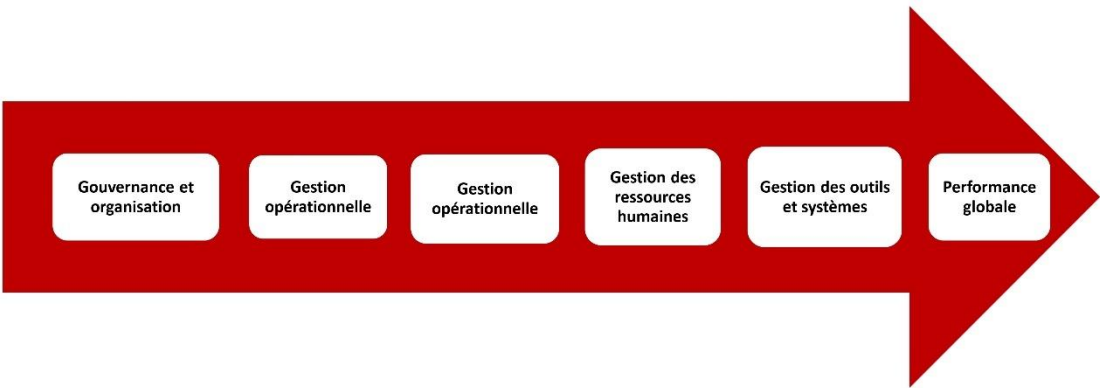 Gouvernance et
organisation
Gestion
opérationnelle
Gestion
opérationnelle
Gestion des
ressources
humaines
Gestion des outils
et systèmes
Performance
globale